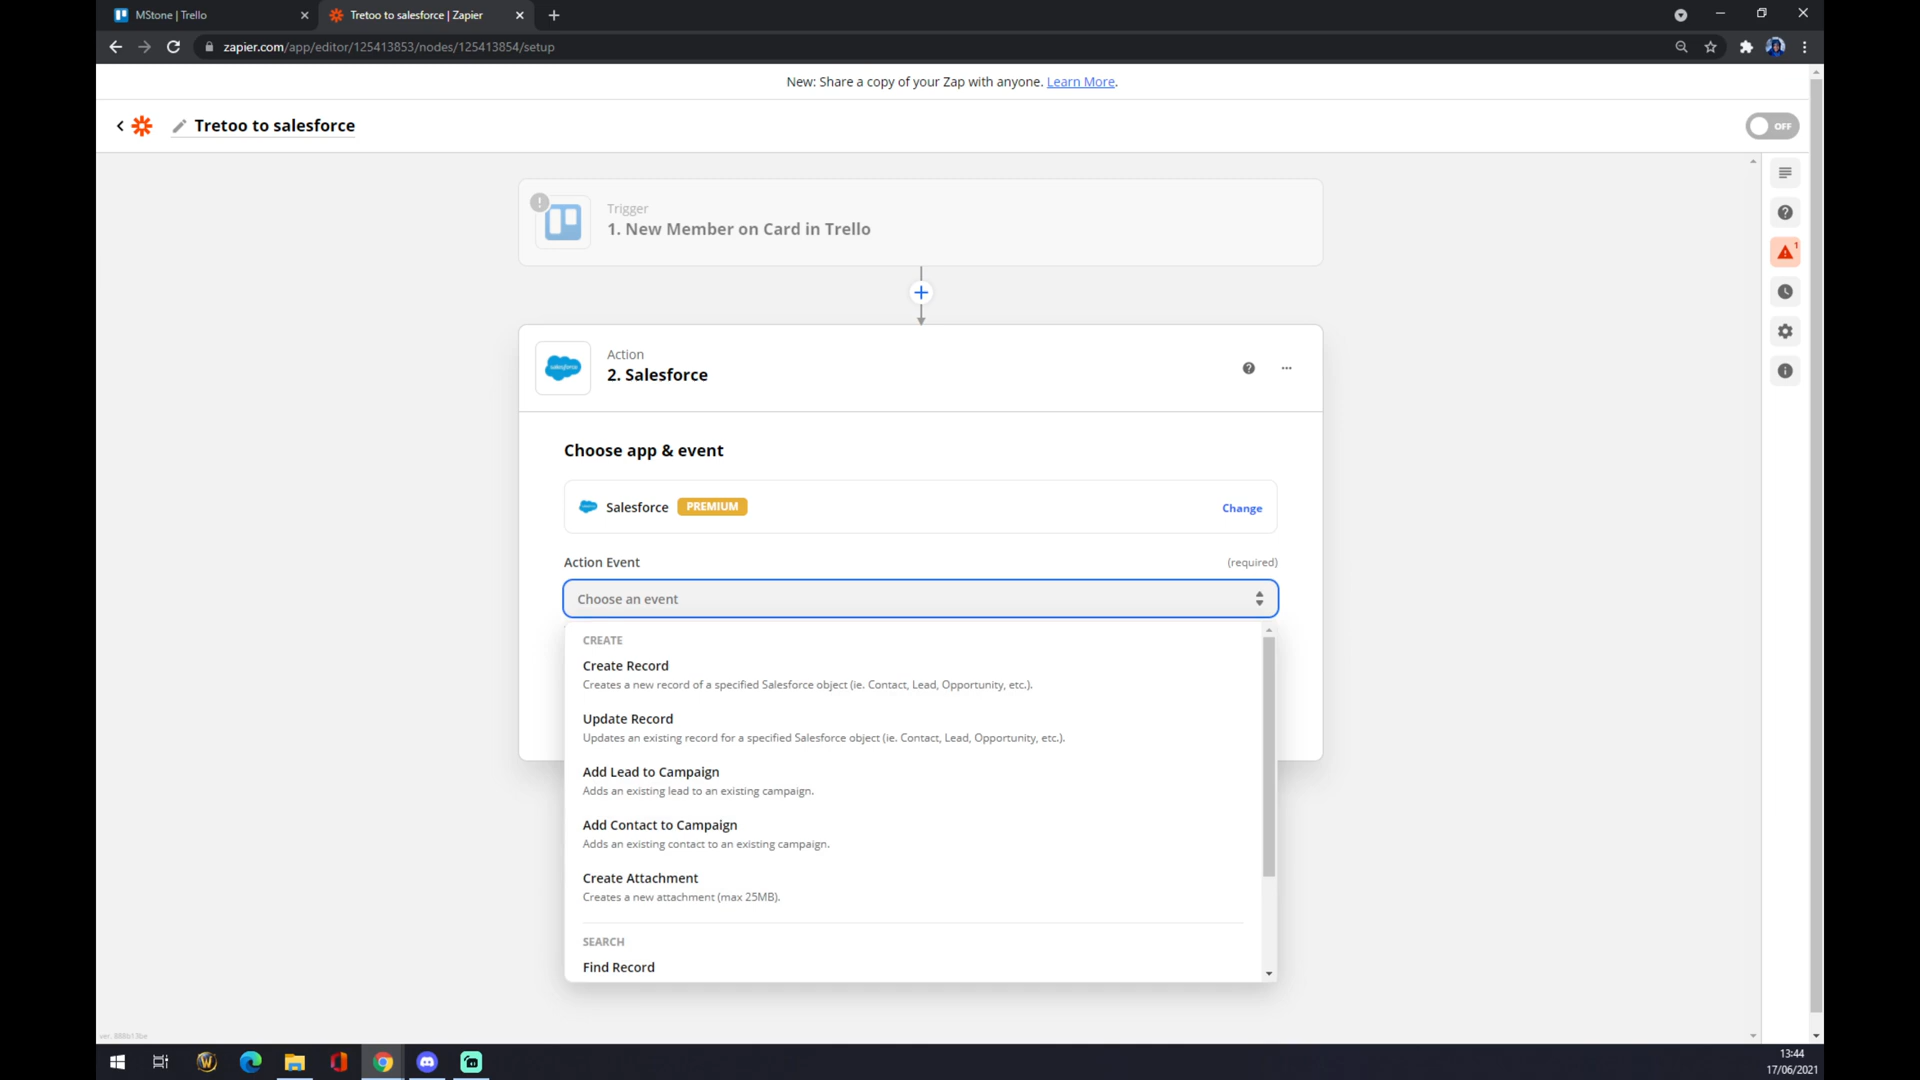 MStone | Trello
Tretoo to salesforce | Zapier
zapier.com/app/editor/125413853/nodes/125413854/setup
New: Share a copy of your Zap with anyone. Learn More.
Tretoo to salesforce
OFF
Trigger
1. New Member on Card in Trello
1
Action
2. Salesforce
Choose app & event
Salesforce PREMIUM Change
Action Event (required)
Choose an event
CREATE
Create Record
Creates a new record of a specified Salesforce object (ie. Contact, Lead, Opportunity, etc.).
Update Record
Updates an existing record for a specified Salesforce object (ie. Contact, Lead, Opportunity, etc.).
Add Lead to Campaign
Adds an existing lead to an existing campaign.
Add Contact to Campaign
Adds an existing contact to an existing campaign.
Create Attachment
Creates a new attachment (max 25MB).
SEARCH
Find Record
13:44
17/06/2021